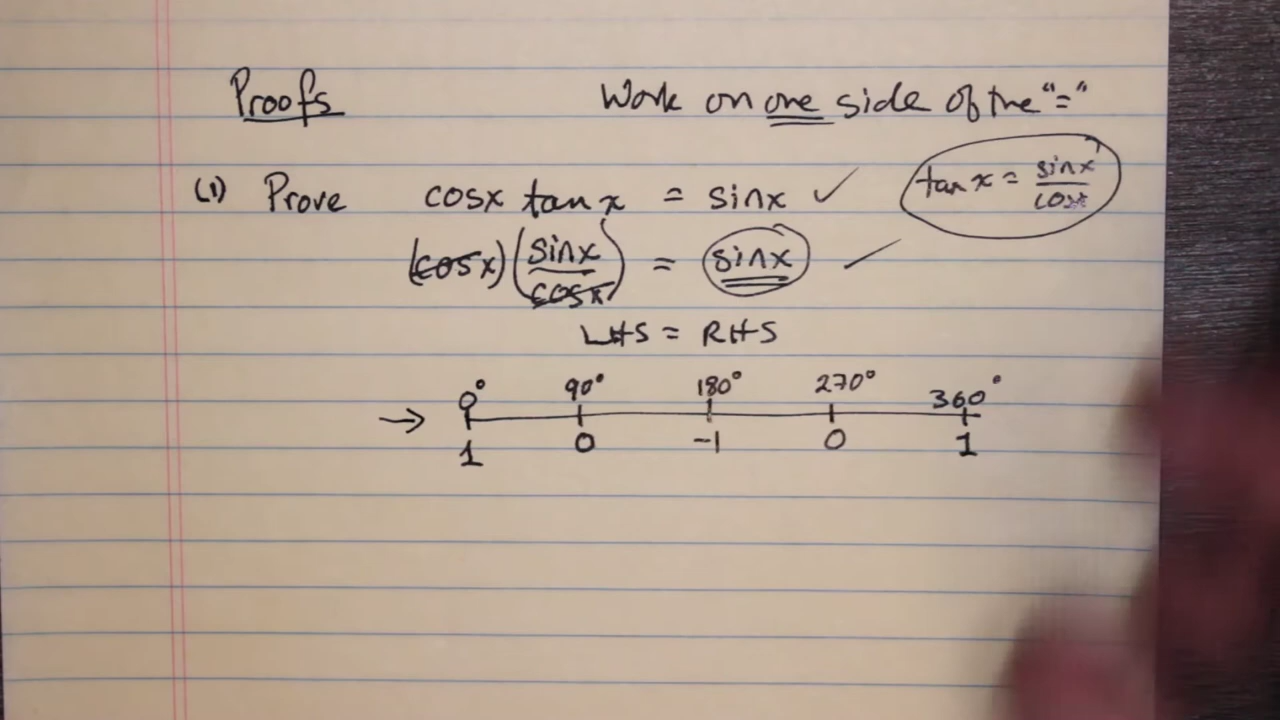 Proofs Work on one side of the "="
(1) Prove cosx tanx = sinx ✓ tanx = sinx/cosx
(cosx)(sinx/cosx) = sinx ✓
LHS = RHS
→ 0° 90° 180° 270° 360°
1 0 -1 0 1